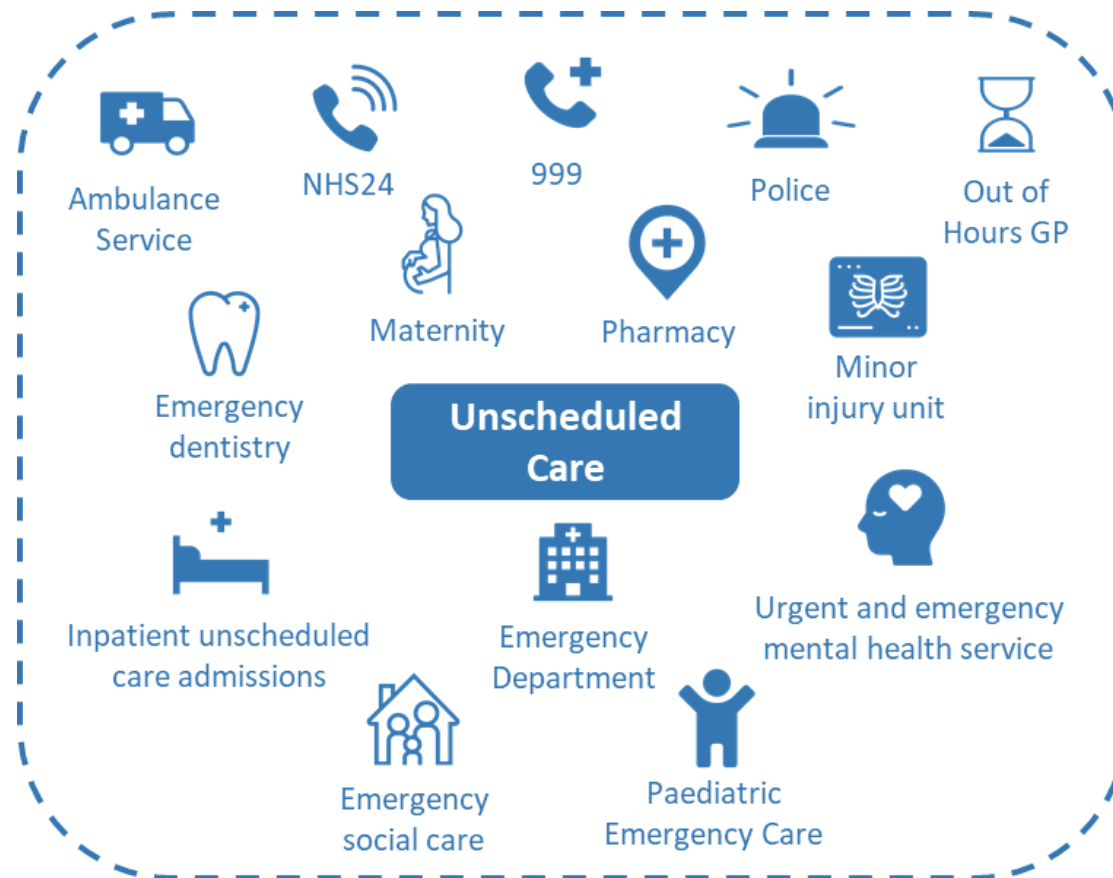 Ambulance
Service
NHS24
999
Police
Out of
Hours GP
Maternity
Pharmacy
Minor
injury unit
Emergency
dentistry
Unscheduled
Care
Inpatient unscheduled
care admissions
Emergency
Department
Urgent and emergency
mental health service
Emergency
social care
Paediatric
Emergency Care